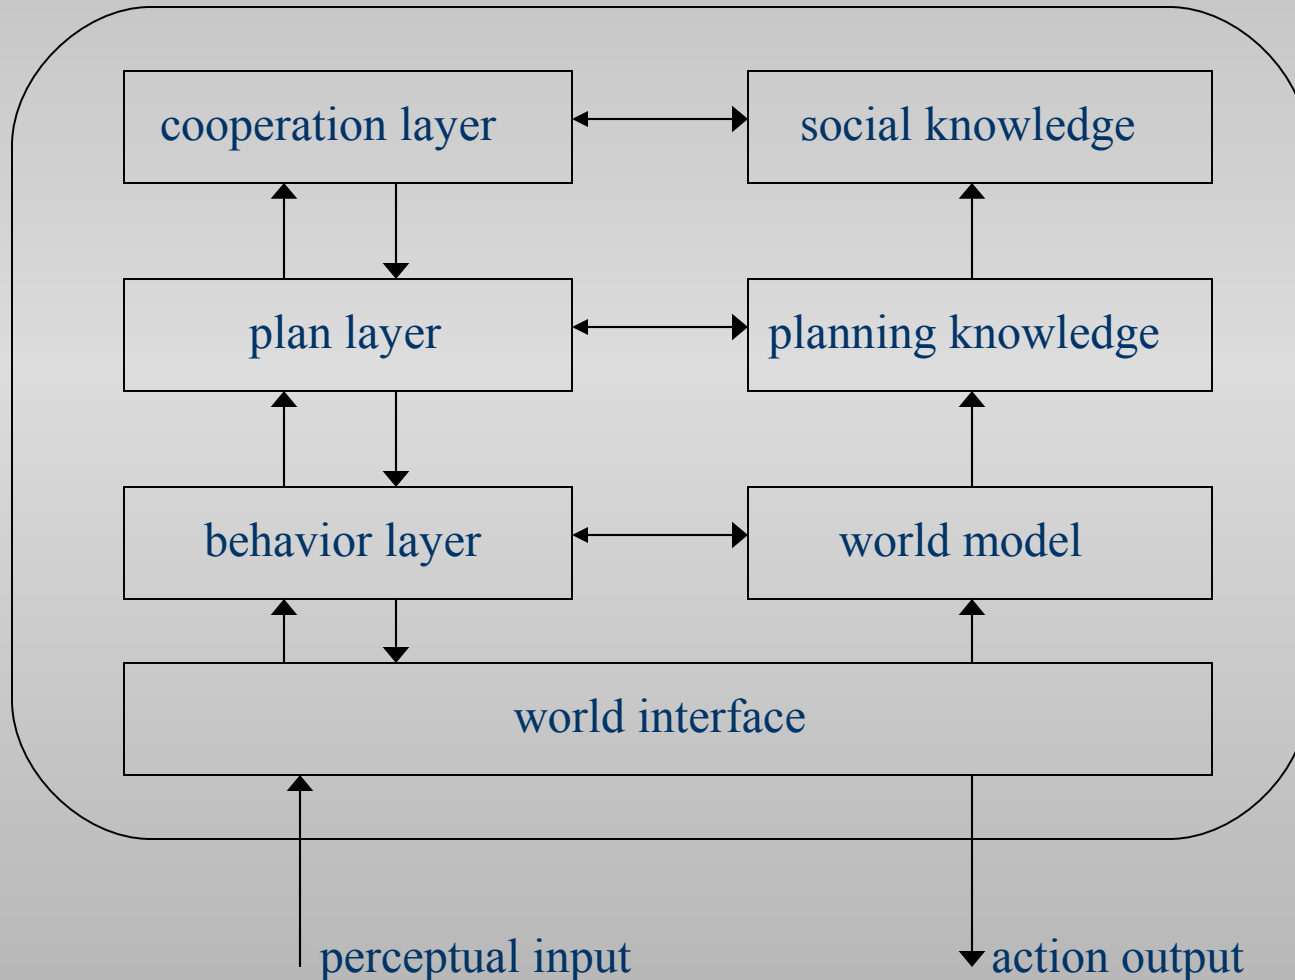 cooperation layer
social knowledge
plan layer
planning knowledge
behavior layer
world model
world interface
perceptual input
action output